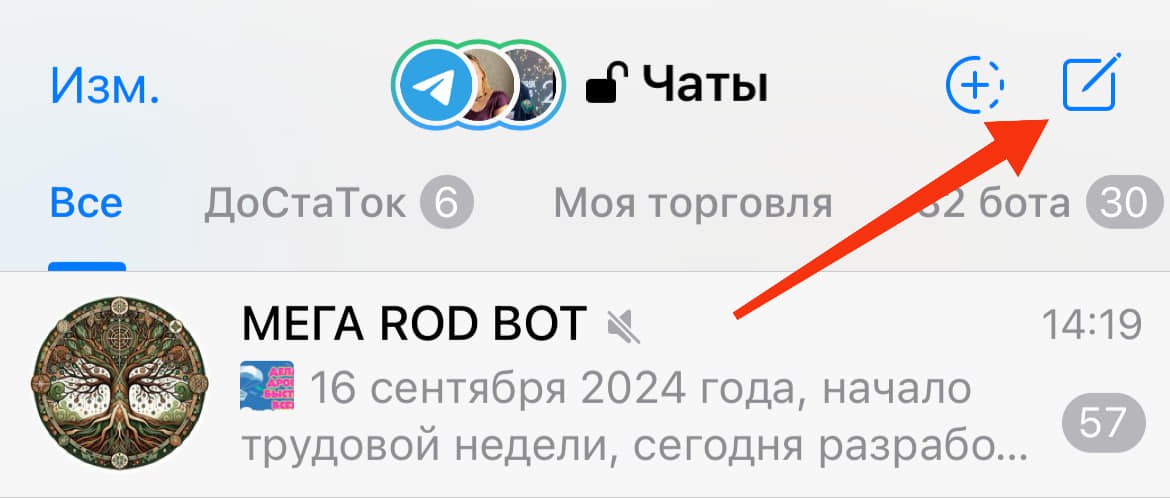 Изм.
Чаты
Все
ДоСтаТок 6
Моя торговля
32 бота 30
МЕГА ROD BOT
14:19
16 сентября 2024 года, начало
трудовой недели, сегодня разрабо...
57